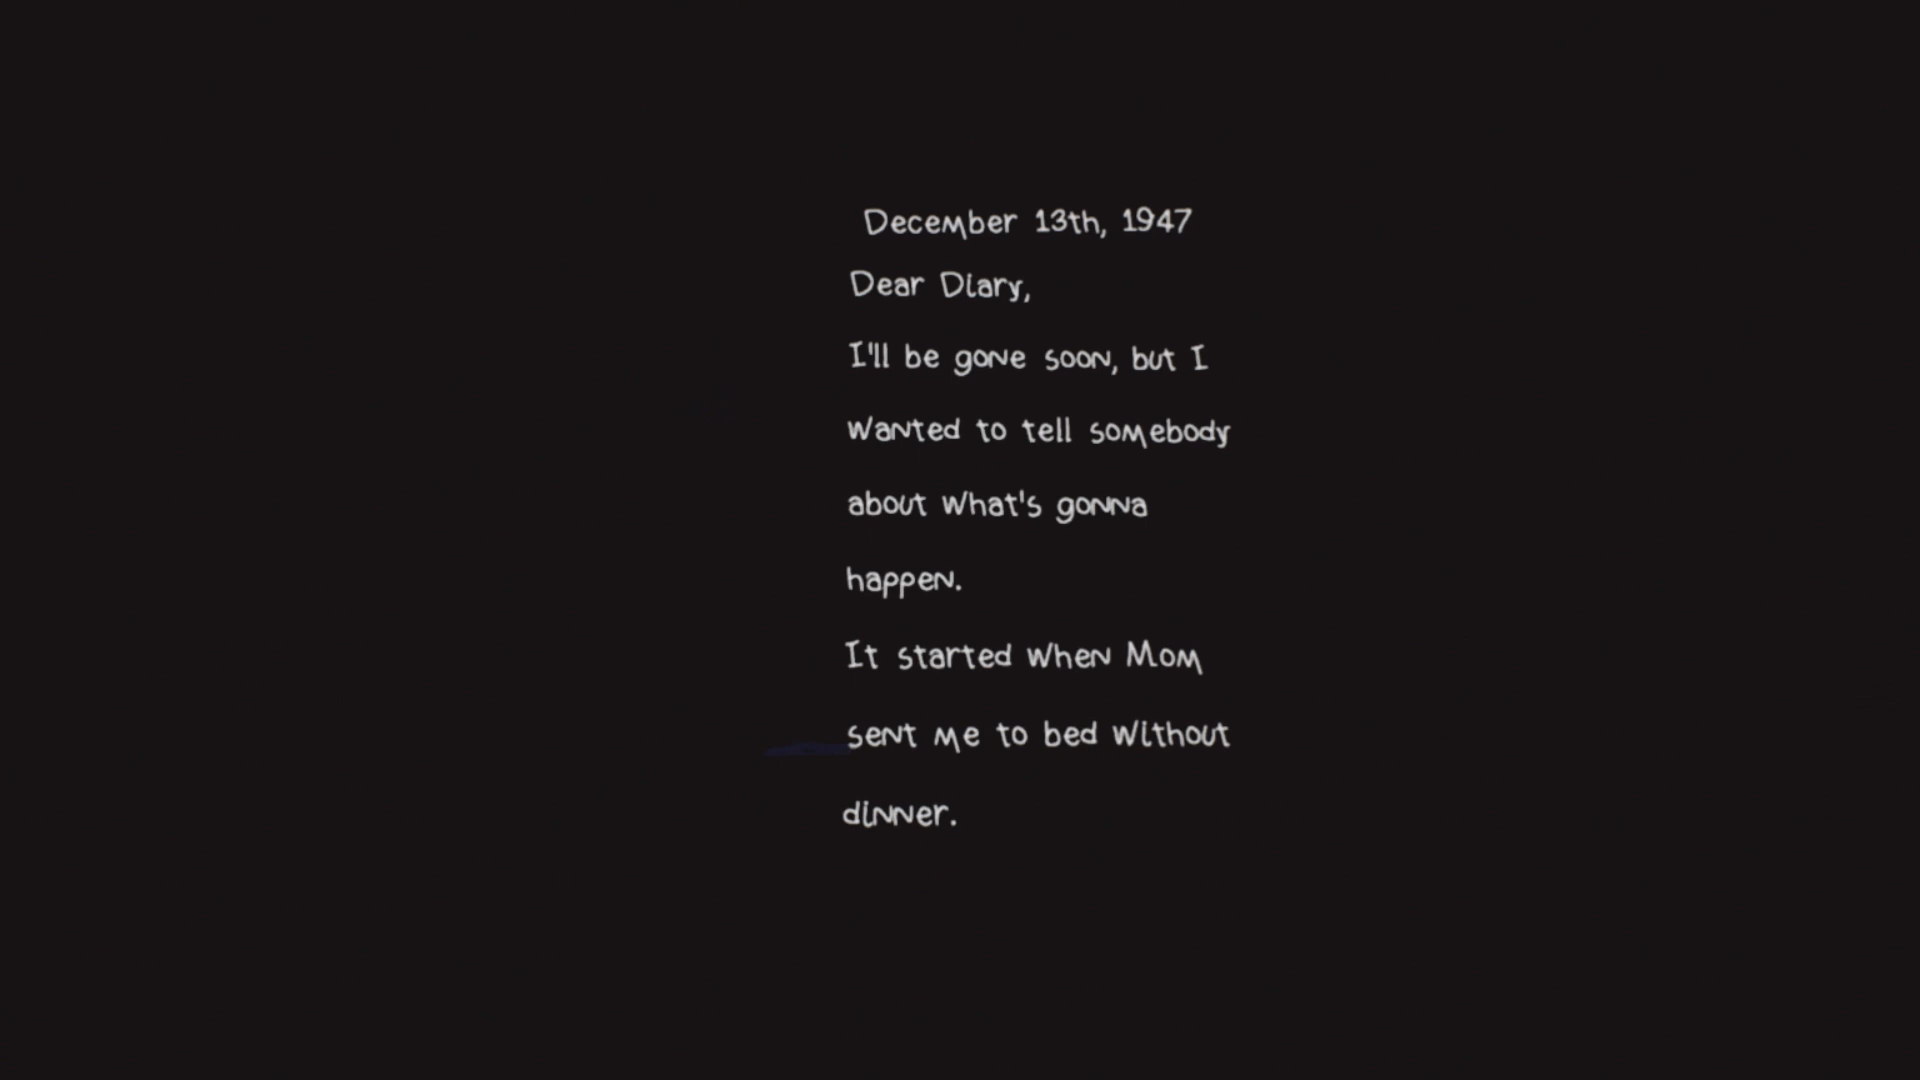 December 13th, 1947
Dear Diary,
I'll be gone soon, but I
wanted to tell somebody
about what's gonna
happen.
It started when Mom
sent me to bed without
dinner.